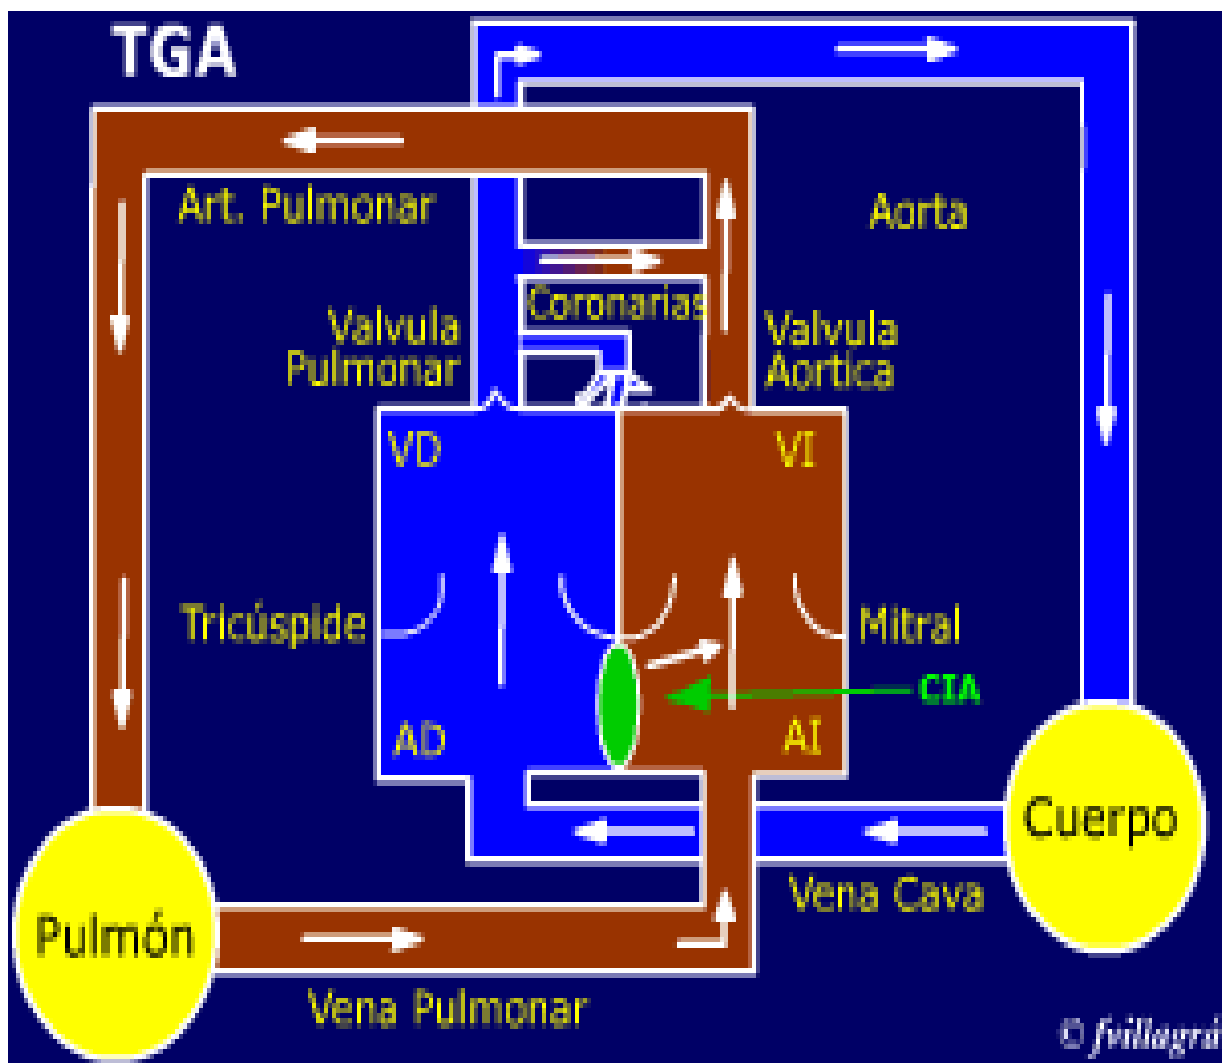 TGA
Art. Pulmonar
Aorta
Coronarias
Valvula
Pulmonar
Valvula
Aortica
VD
VI
Tricúspide
Mitral
CIA
AD
AI
Cuerpo
Vena Cava
Pulmón
Vena Pulmonar
© fvillagrá